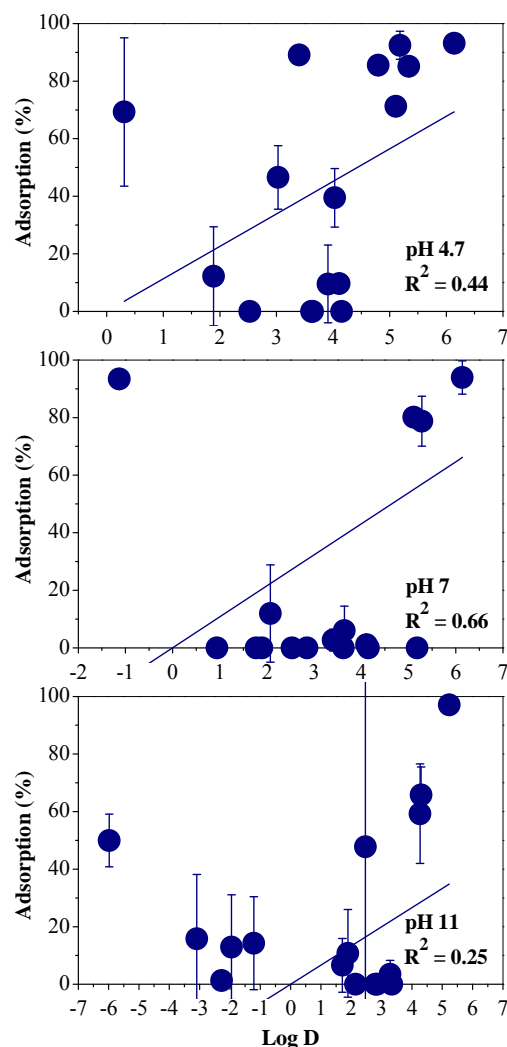 100
80
60
40
20
0
Adsorption (%)
pH 4.7
R² = 0.44
0 1 2 3 4 5 6 7
100
80
60
40
20
0
Adsorption (%)
pH 7
R² = 0.66
-2 -1 0 1 2 3 4 5 6 7
100
80
60
40
20
0
Adsorption (%)
pH 11
R² = 0.25
-7 -6 -5 -4 -3 -2 -1 0 1 2 3 4 5 6 7
Log D